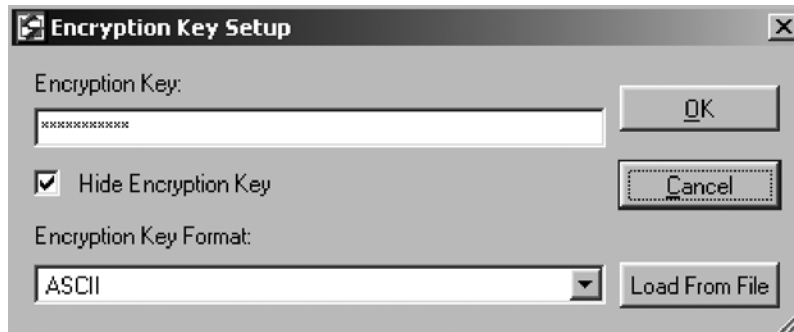 Encryption Key Setup
Encryption Key:
***********
OK
Hide Encryption Key
Cancel
Encryption Key Format:
ASCII
Load From File